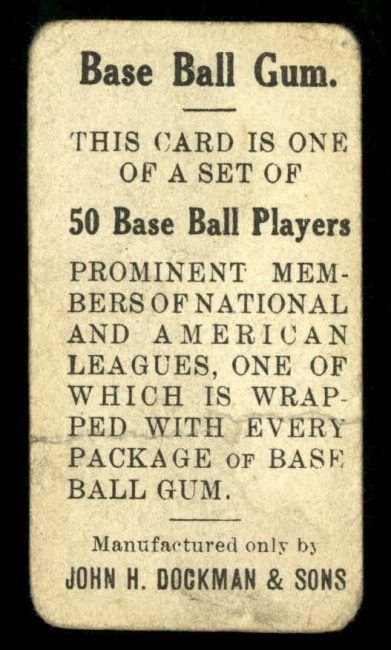 Base Ball Gum.
THIS CARD IS ONE
OF A SET OF
50 Base Ball Players
PROMINENT MEM-
BERS OF NATIONAL
AND AMERICAN
LEAGUES, ONE OF
WHICH IS WRAP-
PED WITH EVERY
PACKAGE OF BASE
BALL GUM.
Manufactured only by
JOHN H. DOCKMAN & SONS